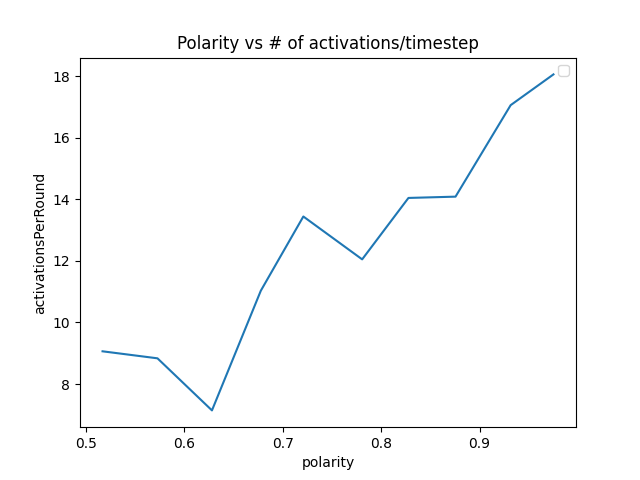 Polarity vs # of activations/timestep
18
16
14
12
10
8
activationsPerRound
0.5 0.6 0.7 0.8 0.9
polarity